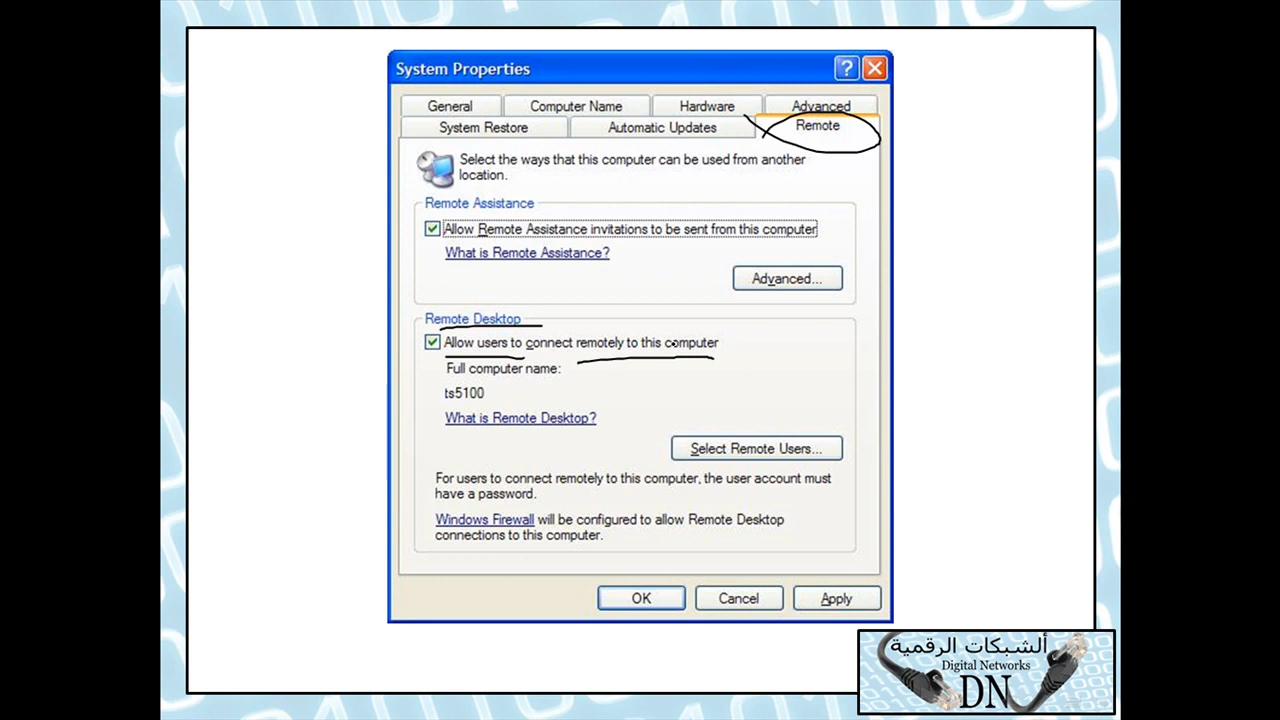 System Properties
General
Computer Name
Hardware
Advanced
System Restore
Automatic Updates
Remote
Select the ways that this computer can be used from another
location.
Remote Assistance
Allow Remote Assistance invitations to be sent from this computer
What is Remote Assistance?
Advanced...
Remote Desktop
Allow users to connect remotely to this computer
Full computer name:
ts5100
What is Remote Desktop?
Select Remote Users...
For users to connect remotely to this computer, the user account must
have a password.
Windows Firewall will be configured to allow Remote Desktop
connections to this computer.
OK
Cancel
Apply
ألشبكات الرقمية
Digital Networks
DN